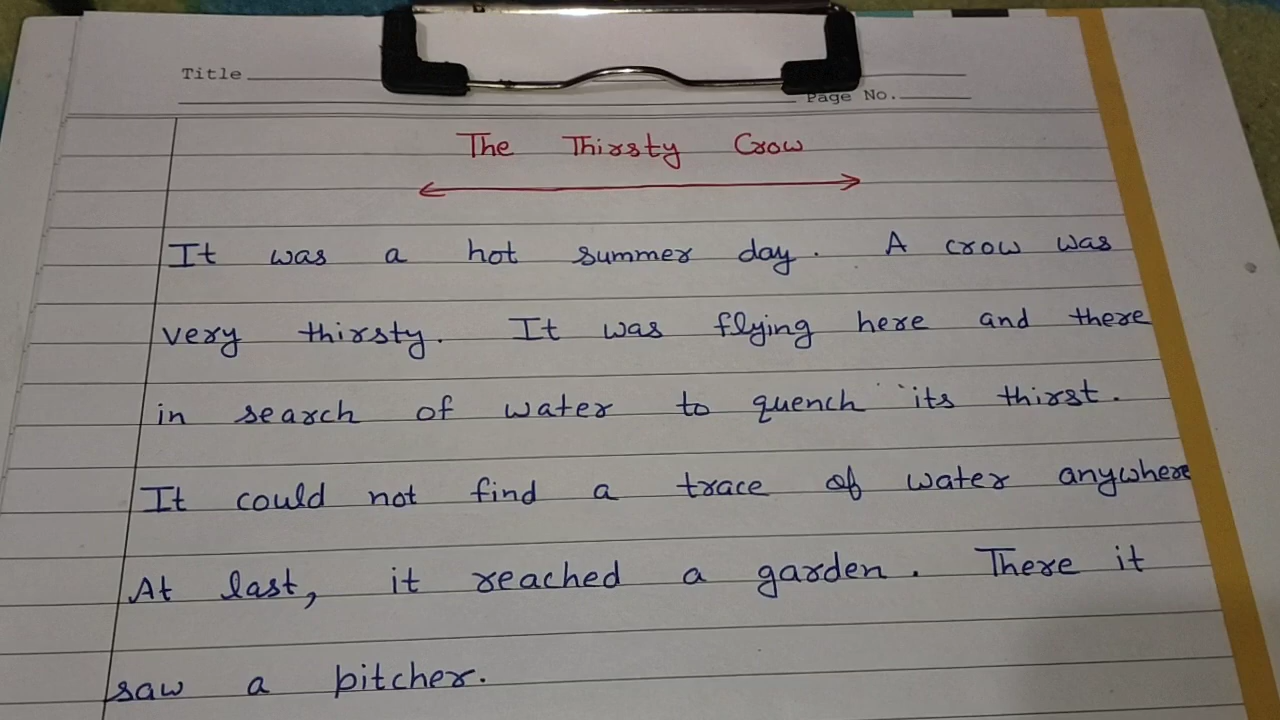 Title
Page No.
The Thirsty Crow
It was a hot summer day. A crow was
very thirsty. It was flying here and there
in search of water to quench its thirst.
It could not find a trace of water anywhere
At last, it reached a garden. There it
saw a pitcher.